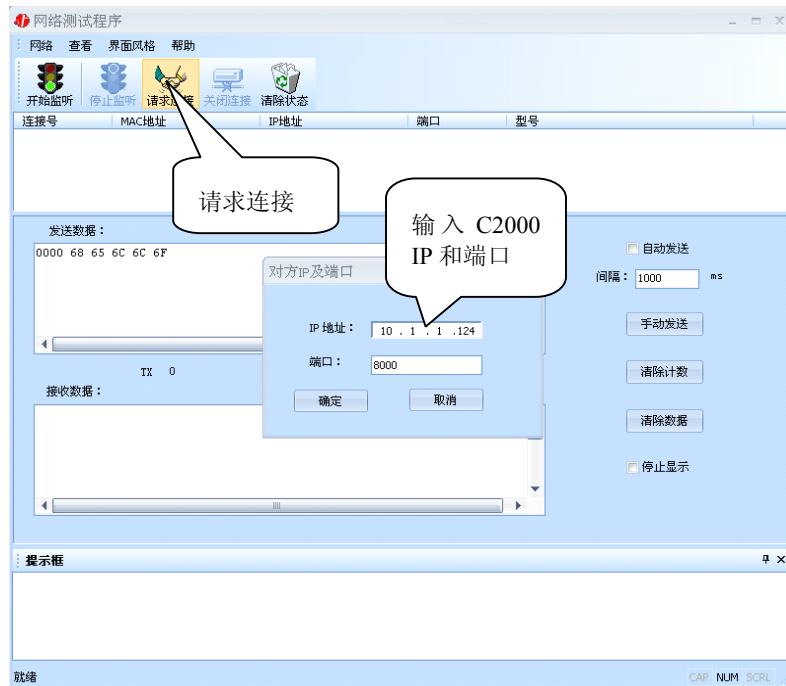 网络测试程序
网络 查看 界面风格 帮助
开始监听 停止监听 请求连接 关闭连接 清除状态
连接号 MAC地址 IP地址 端口 型号
请求连接
输入 C2000
IP 和端口
发送数据：
0000 68 65 6C 6C 6F
自动发送
间隔： 1000 ms
对方IP及端口
IP 地址： 10 . 1 . 1 .124
手动发送
端口： 8000
TX 0
清除计数
接收数据：
确定 取消
清除数据
停止显示
提示框
就绪
CAP NUM SCRL